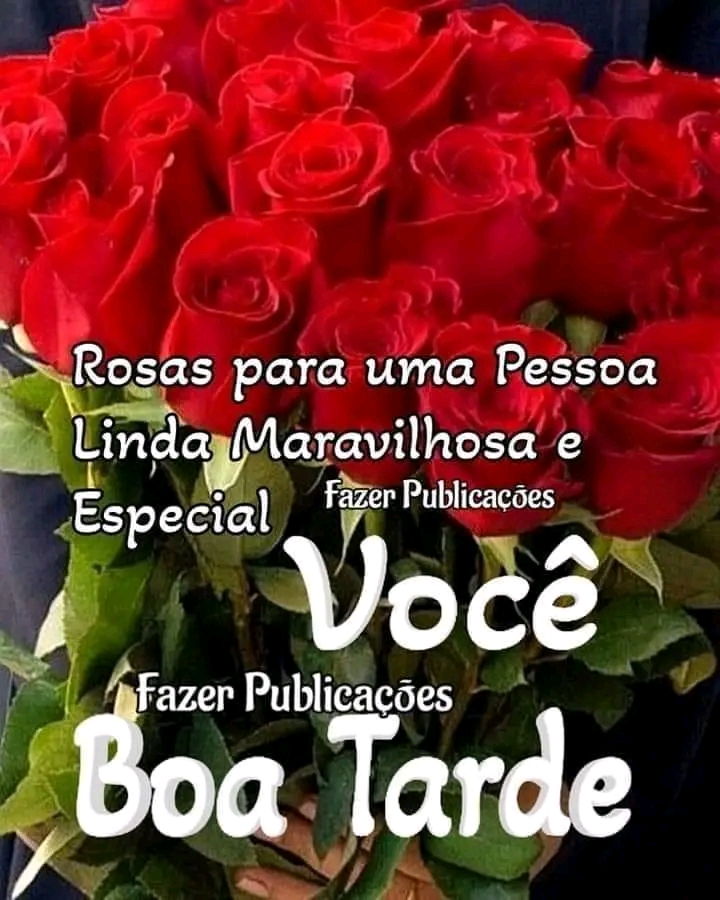 Rosas para uma Pessoa
Linda Maravilhosa e
Especial
Fazer Publicações
Você
Fazer Publicações
Boa Tarde